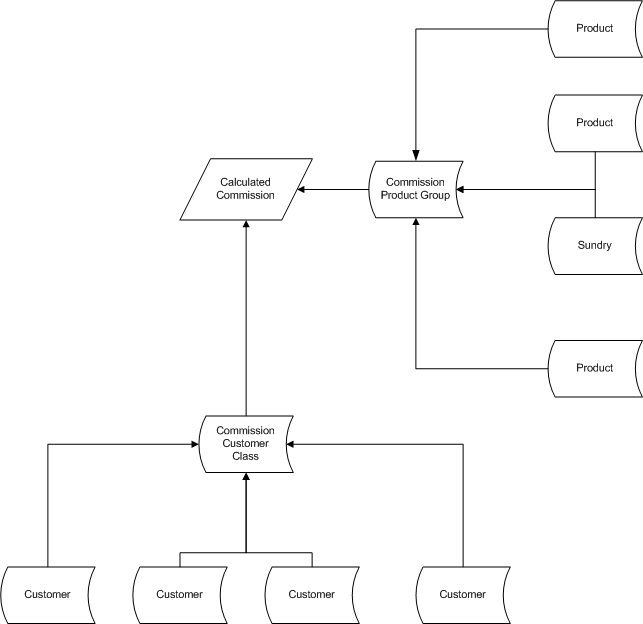 Product
Product
Calculated
Commission
Commission
Product Group
Sundry
Product
Commission
Customer
Class
Customer
Customer
Customer
Customer